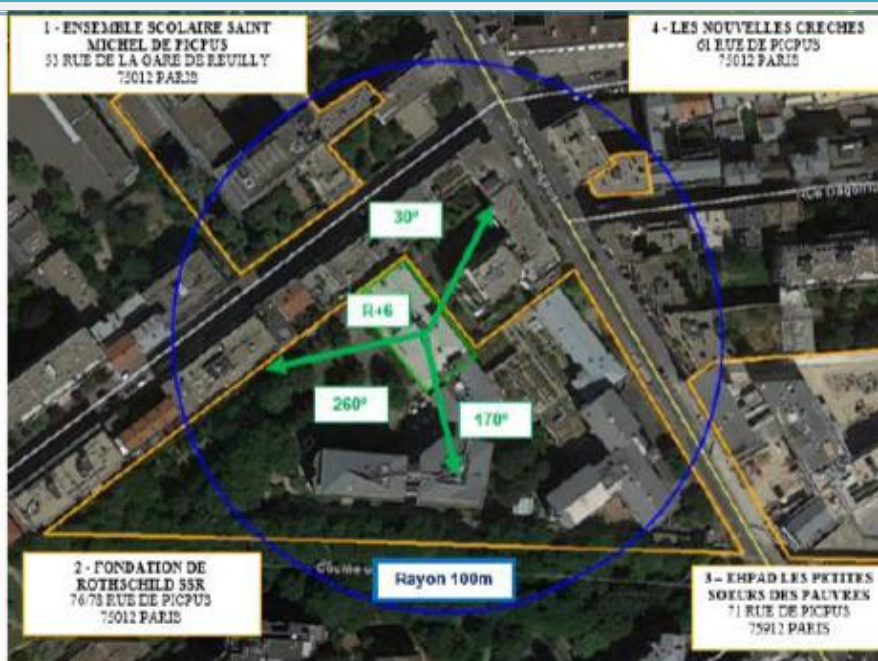 1 - ENSEMBLE SCOLAIRE SAINT
MICHEL DE PICPUS
53 RUE DE LA GARE DE REUILLY
75012 PARIS
4 - LES NOUVELLES CRECHES
61 RUE DE PICPUS
75012 PARIS
30°
R+6
260°
170°
2 - FONDATION DE
ROTHSCHILD SSR
76/78 RUE DE PICPUS
75012 PARIS
Rayon 100m
3 – EHPAD LES PETITES
SOEURS DES PAUVRES
71 RUE DE PICPUS
75912 PARIS